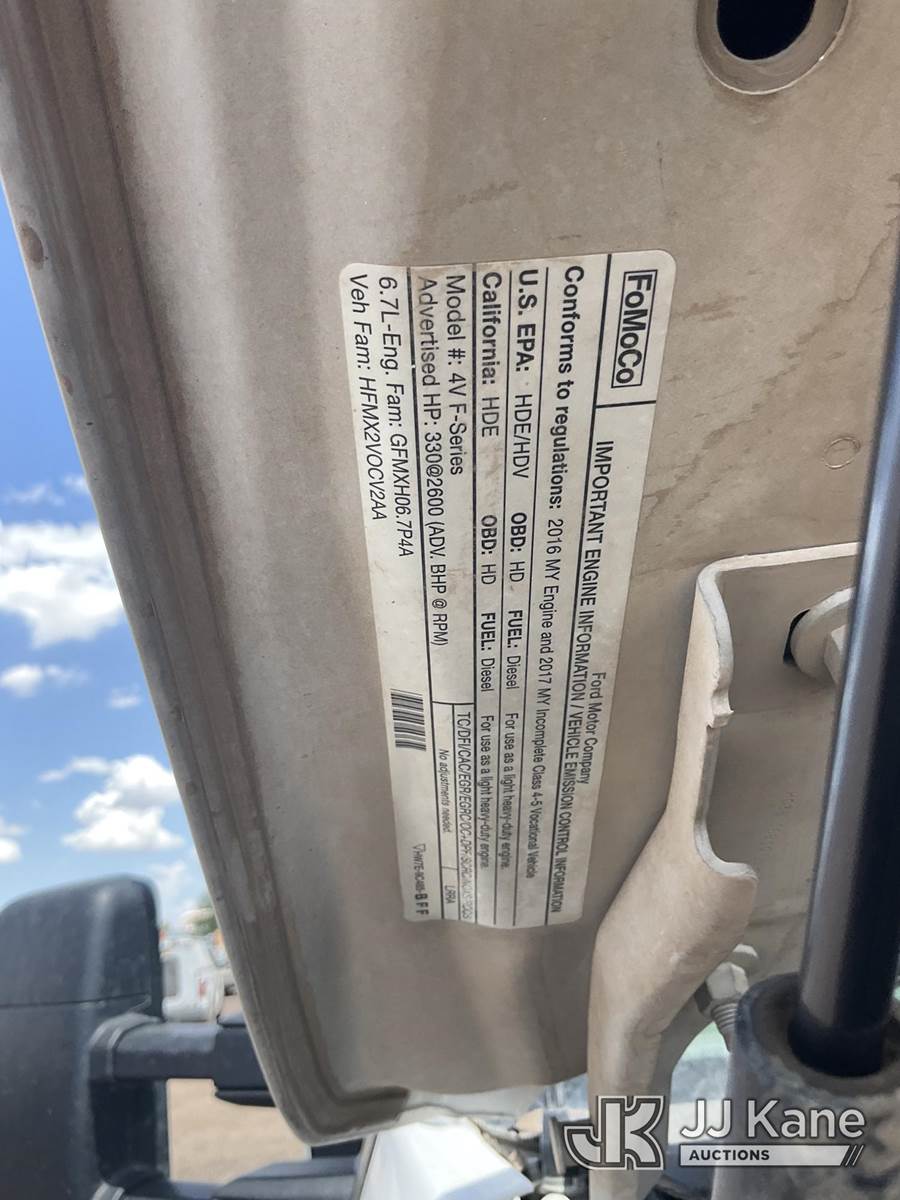 FoMoCo
Ford Motor Company
IMPORTANT ENGINE INFORMATION / VEHICLE EMISSION CONTROL INFORMATION
Conforms to regulations: 2016 MY Engine and 2017 MY Incomplete Class 4-5 Vocational Vehicle
U.S. EPA: HDE/HDV OBD: HD FUEL: Diesel For use as a light heavy-duty engine.
California: HDE OBD: HD FUEL: Diesel For use as a light heavy-duty engine.
Model #: 4V F-Series
Advertised HP: 330@2600 (ADV. BHP @ RPM)
No adjustments needed.
6.7L-Eng. Fam: GFMXH06.7P4A
Veh Fam: HFMX2VOCV2AA
BFF
JK JJ Kane
AUCTIONS